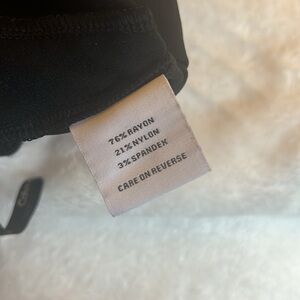 76% RAYON
21% NYLON
3% SPANDEX
CARE ON REVERSE